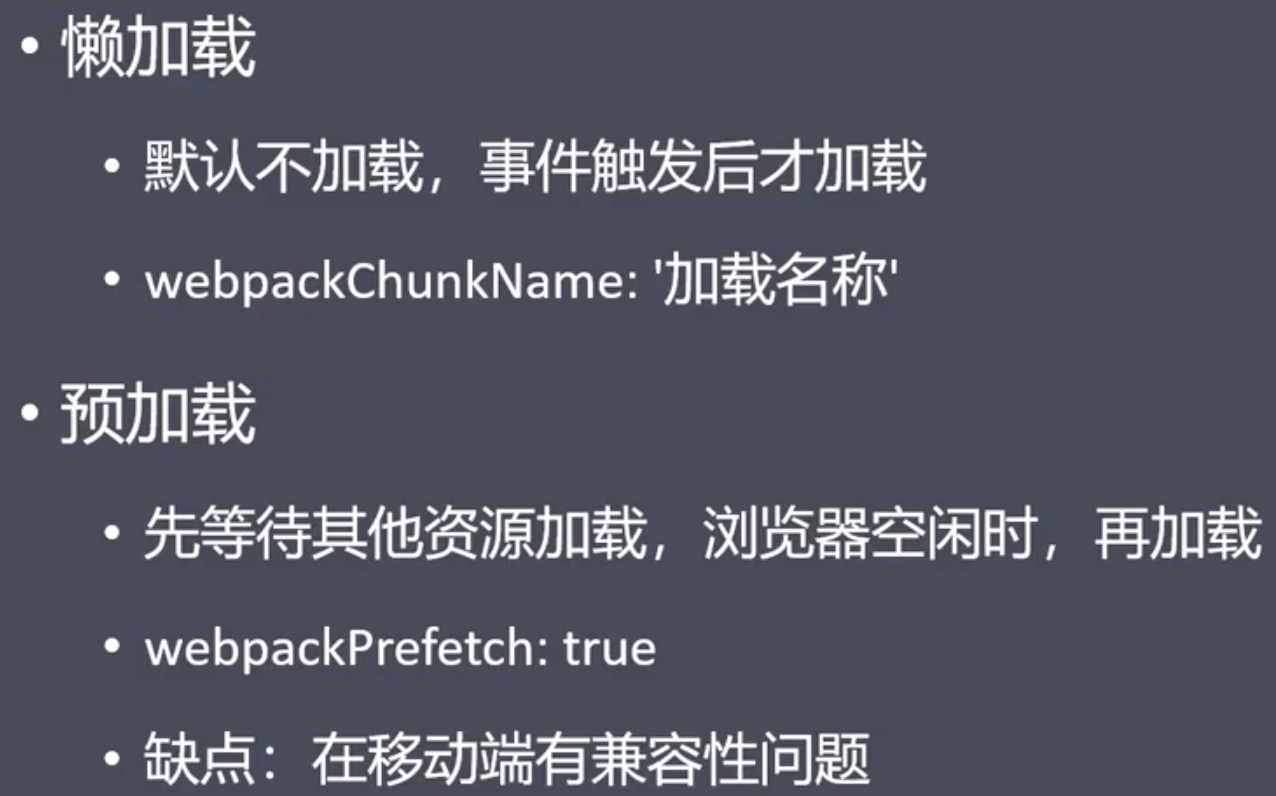 • 懒加载
• 默认不加载，事件触发后才加载
• webpackChunkName: '加载名称'
• 预加载
• 先等待其他资源加载，浏览器空闲时，再加载
• webpackPrefetch: true
• 缺点：在移动端有兼容性问题